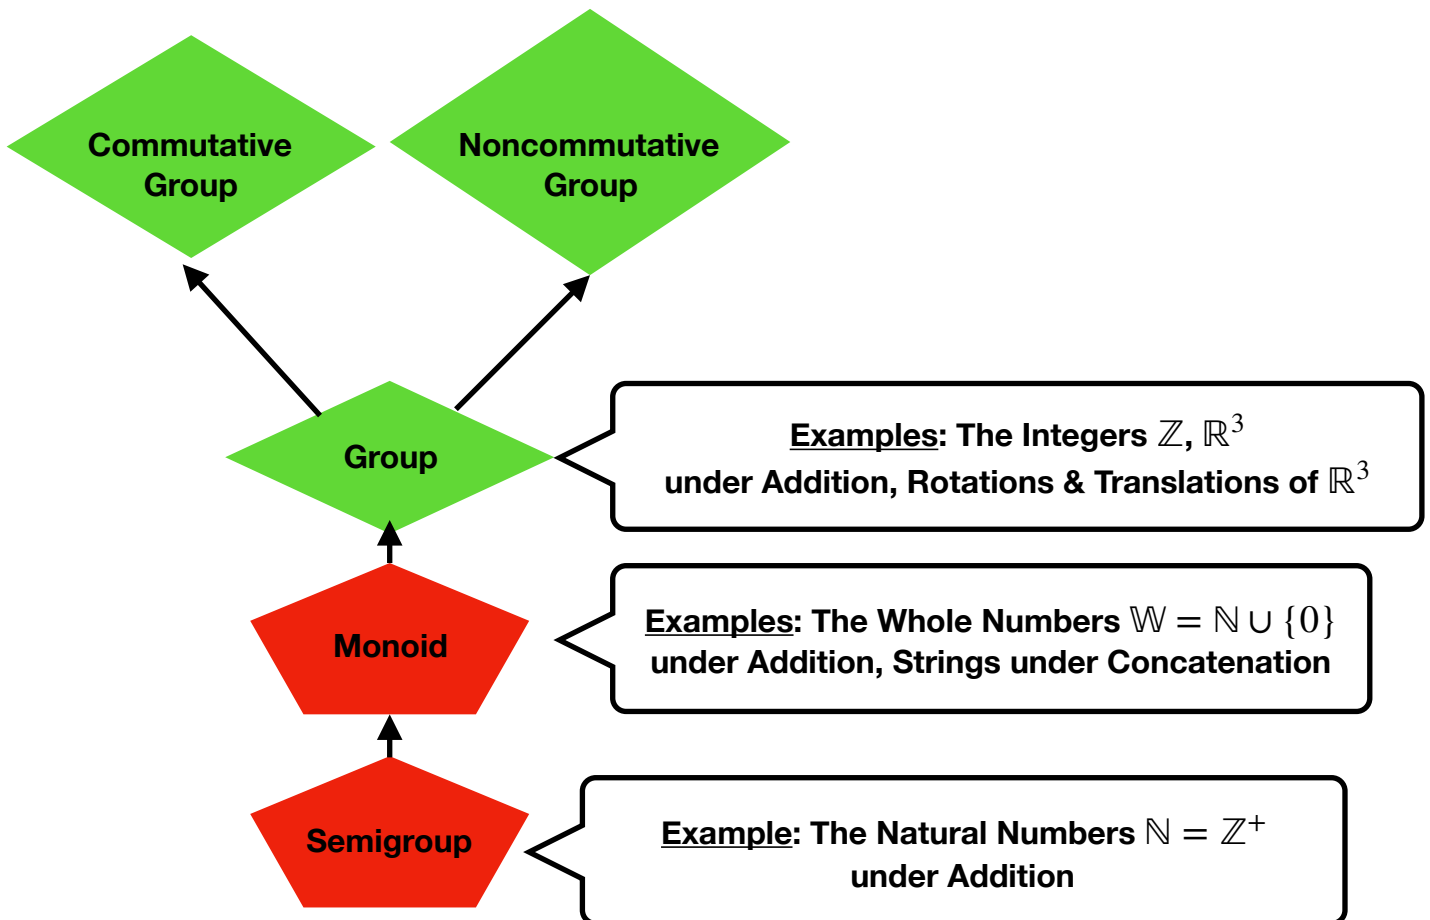 Commutative
Group
Noncommutative
Group
Group
Examples: The Integers ℤ, ℝ³
under Addition, Rotations & Translations of ℝ³
Monoid
Examples: The Whole Numbers 𝕎 = ℕ ∪ {0}
under Addition, Strings under Concatenation
Semigroup
Example: The Natural Numbers ℕ = ℤ⁺
under Addition